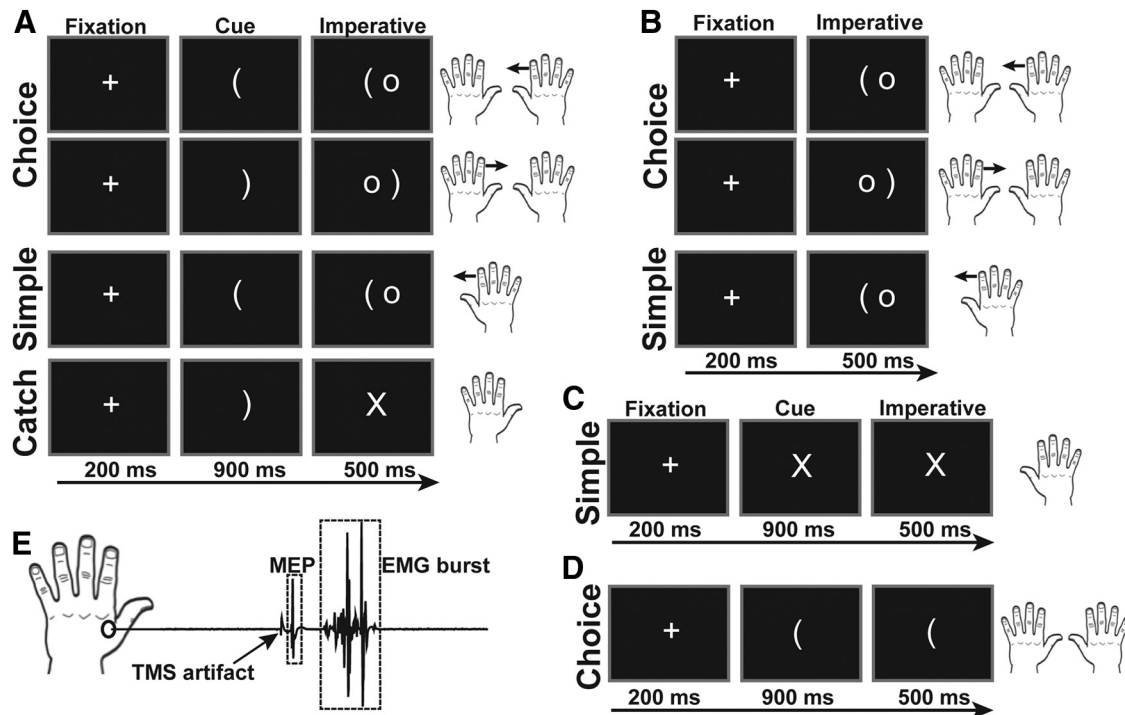 A
Fixation Cue Imperative
Choice
+ ( ( o
+ ) o )
Simple
+ ( ( o
Catch
+ ) X
200 ms 900 ms 500 ms
B
Fixation Imperative
Choice
+ ( o
+ o )
Simple
+ ( o
200 ms 500 ms
C
Fixation Cue Imperative
Simple
+ X X
200 ms 900 ms 500 ms
D
Choice
+ ( (
200 ms 900 ms 500 ms
E
MEP EMG burst
TMS artifact